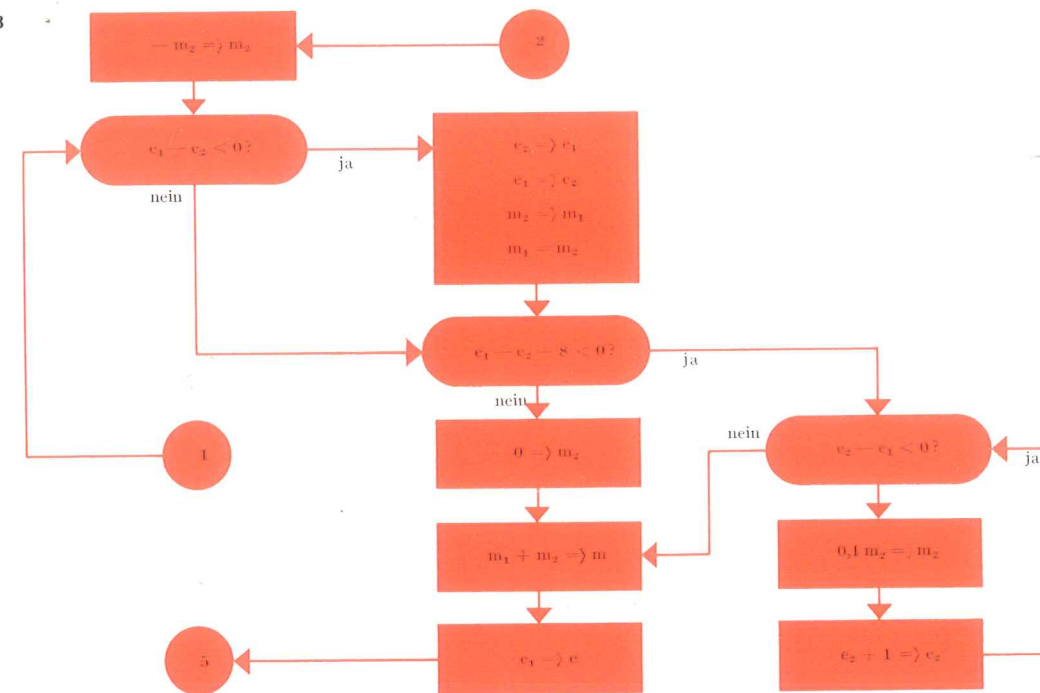 3
— m₂ ⇒ m₂
2
e₁ — e₂ < 0?
ja
nein
e₂ ⇒ e₁
e₁ ⇒ e₂
m₂ ⇒ m₁
m₁ = m₂
e₁ — e₂ — 8 < 0?
ja
nein
1
0 ⇒ m₂
nein
e₂ — e₁ < 0?
ja
m₁ + m₂ ⇒ m
0,1 m₂ ⇒ m₂
5
e₁ ⇒ e
e₂ + 1 ⇒ e₂